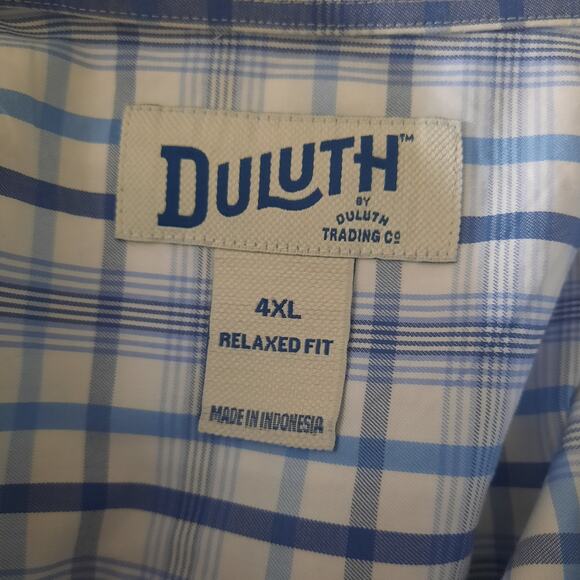 DULUTH™
BY
DULUTH
TRADING Cº
4XL
RELAXED FIT
MADE IN INDONESIA